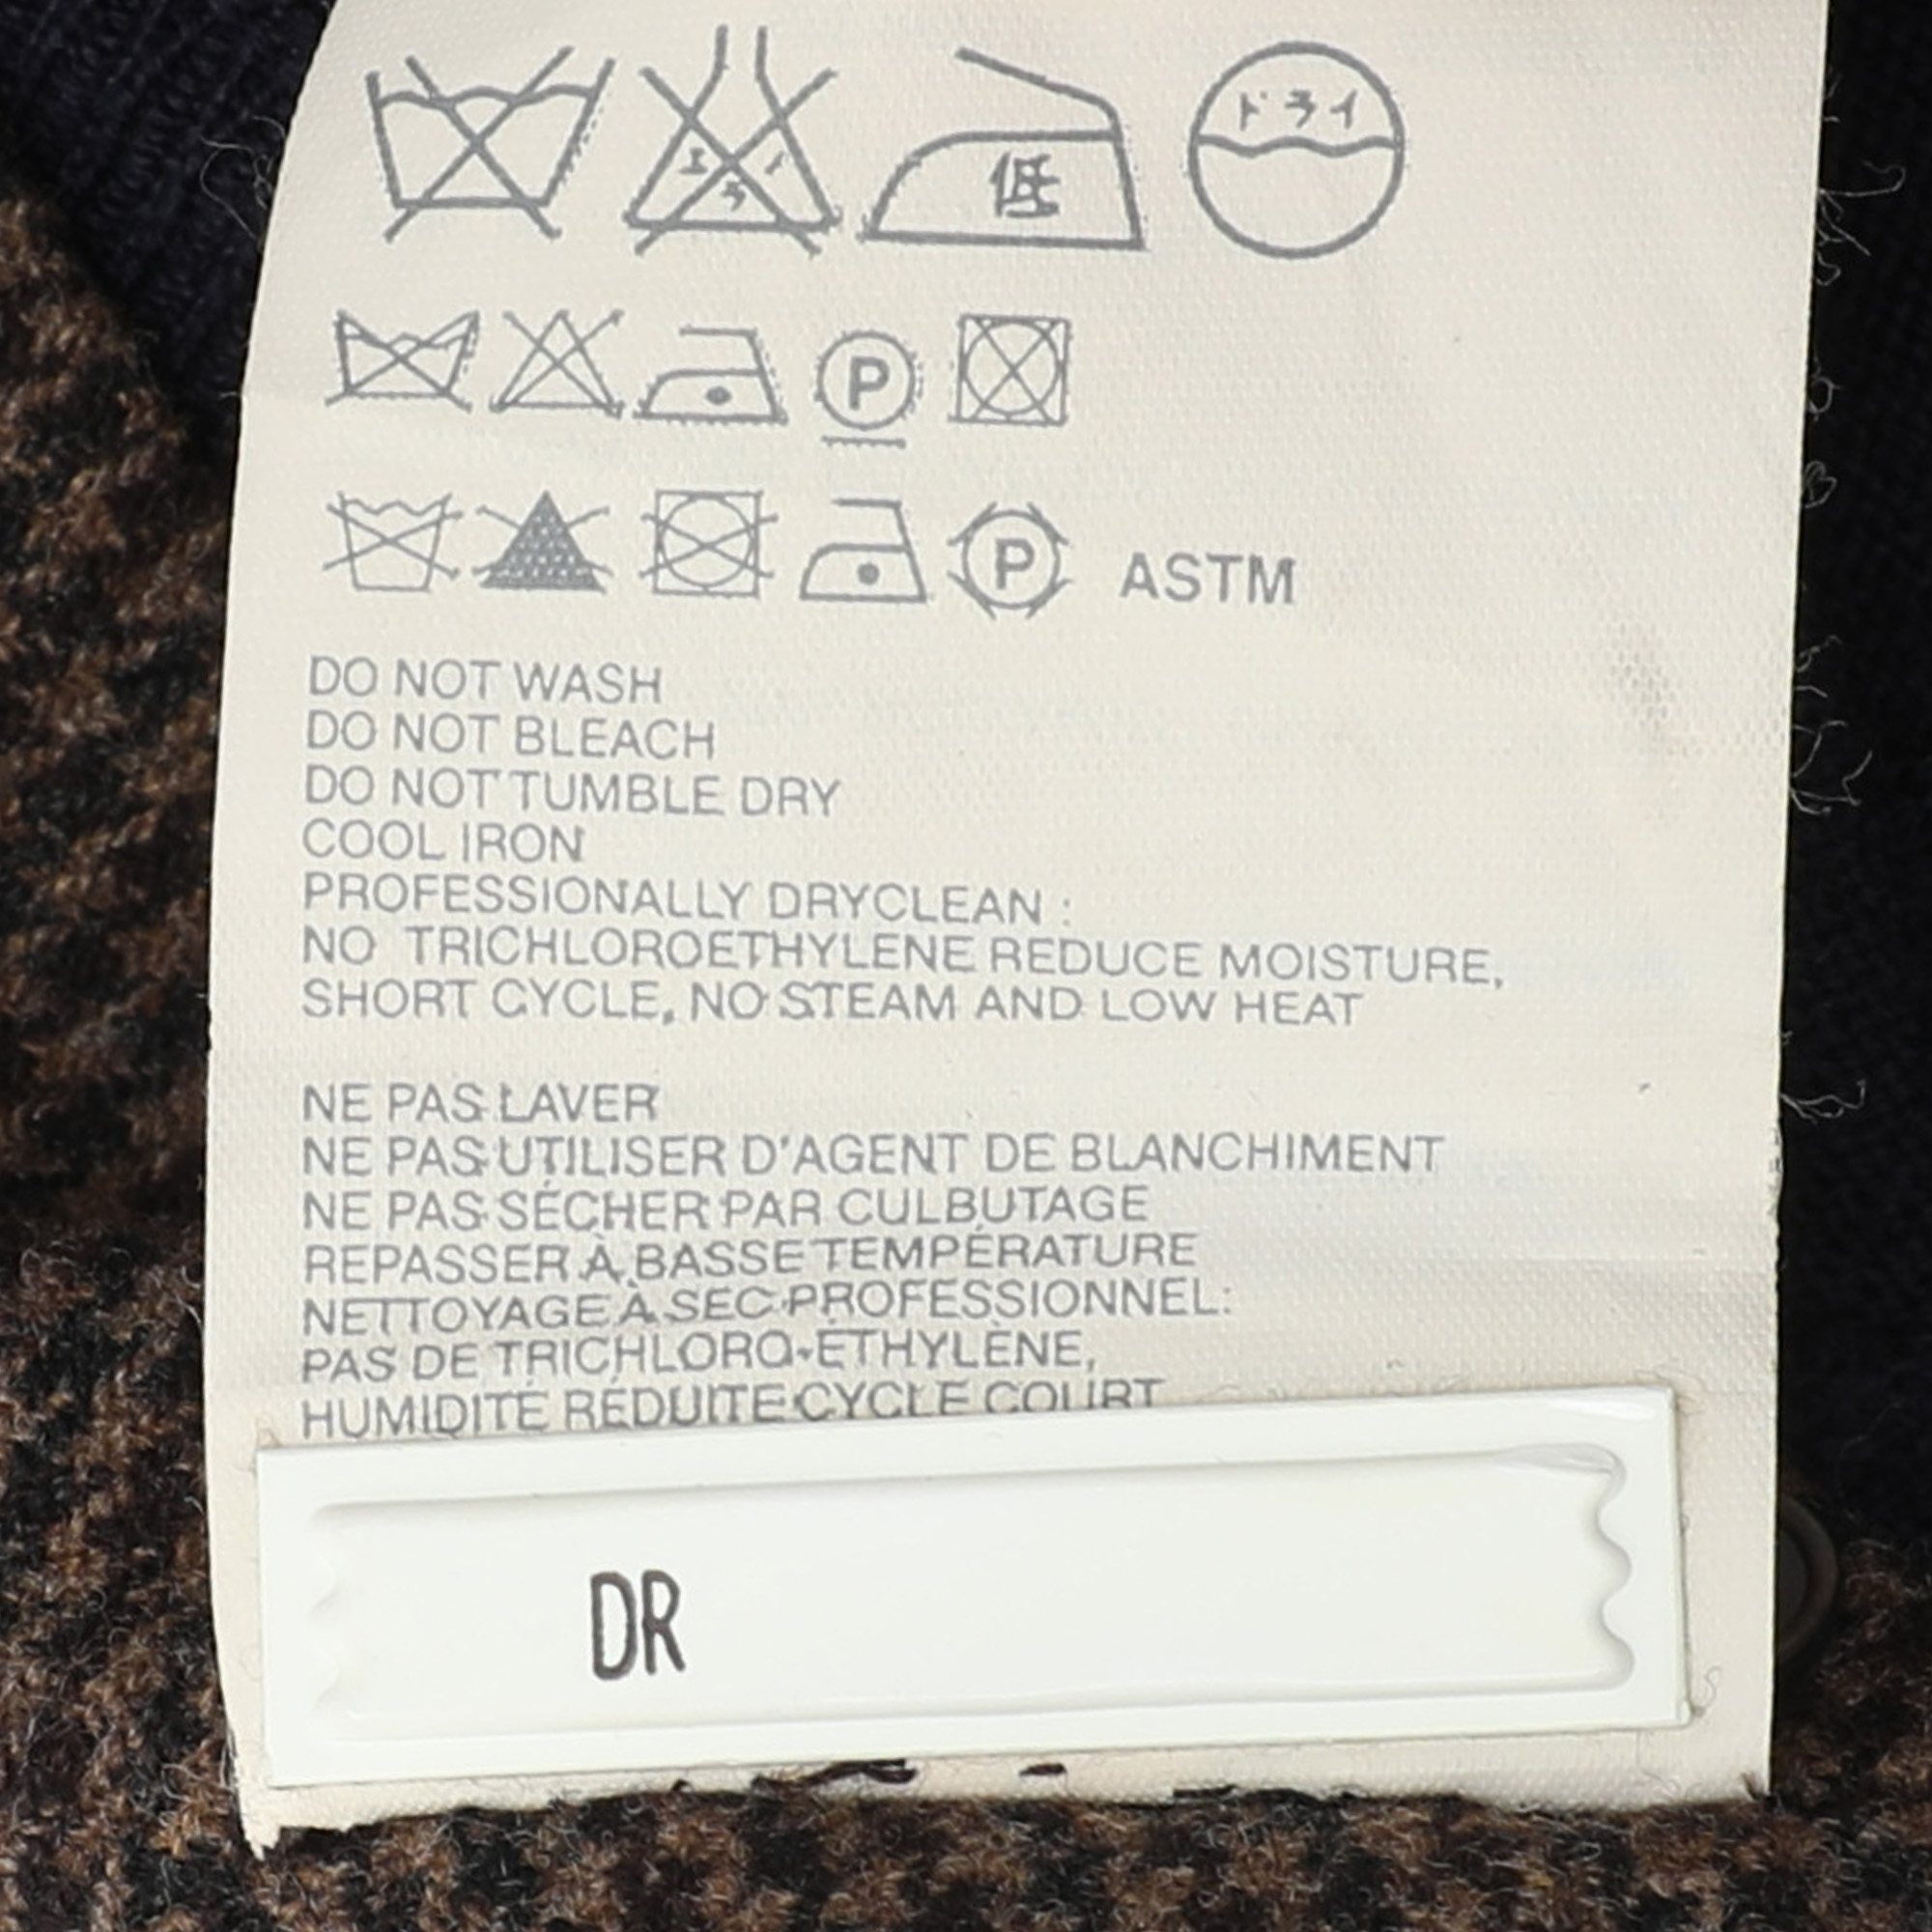 エンソ
低
ドライ
P
P ASTM
DO NOT WASH
DO NOT BLEACH
DO NOT TUMBLE DRY
COOL IRON
PROFESSIONALLY DRYCLEAN :
NO TRICHLOROETHYLENE REDUCE MOISTURE,
SHORT CYCLE, NO STEAM AND LOW HEAT
NE PAS LAVER
NE PAS UTILISER D'AGENT DE BLANCHIMENT
NE PAS SÉCHER PAR CULBUTAGE
REPASSER À BASSE TEMPÉRATURE
NETTOYAGE À SEC PROFESSIONNEL:
PAS DE TRICHLORO-ÉTHYLÈNE,
HUMIDITÉ RÉDUITE CYCLE COURT
DR